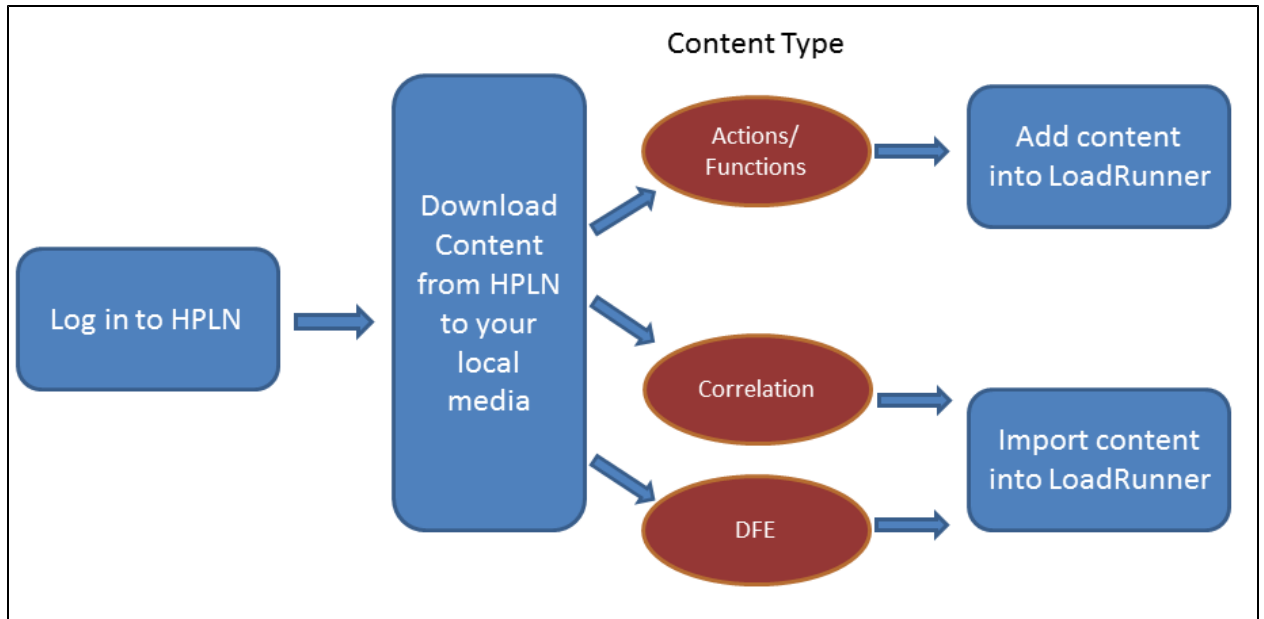 Content Type
Log in to HPLN
Download
Content
from HPLN
to your
local
media
Actions/
Functions
Correlation
DFE
Add content
into LoadRunner
Import content
into LoadRunner